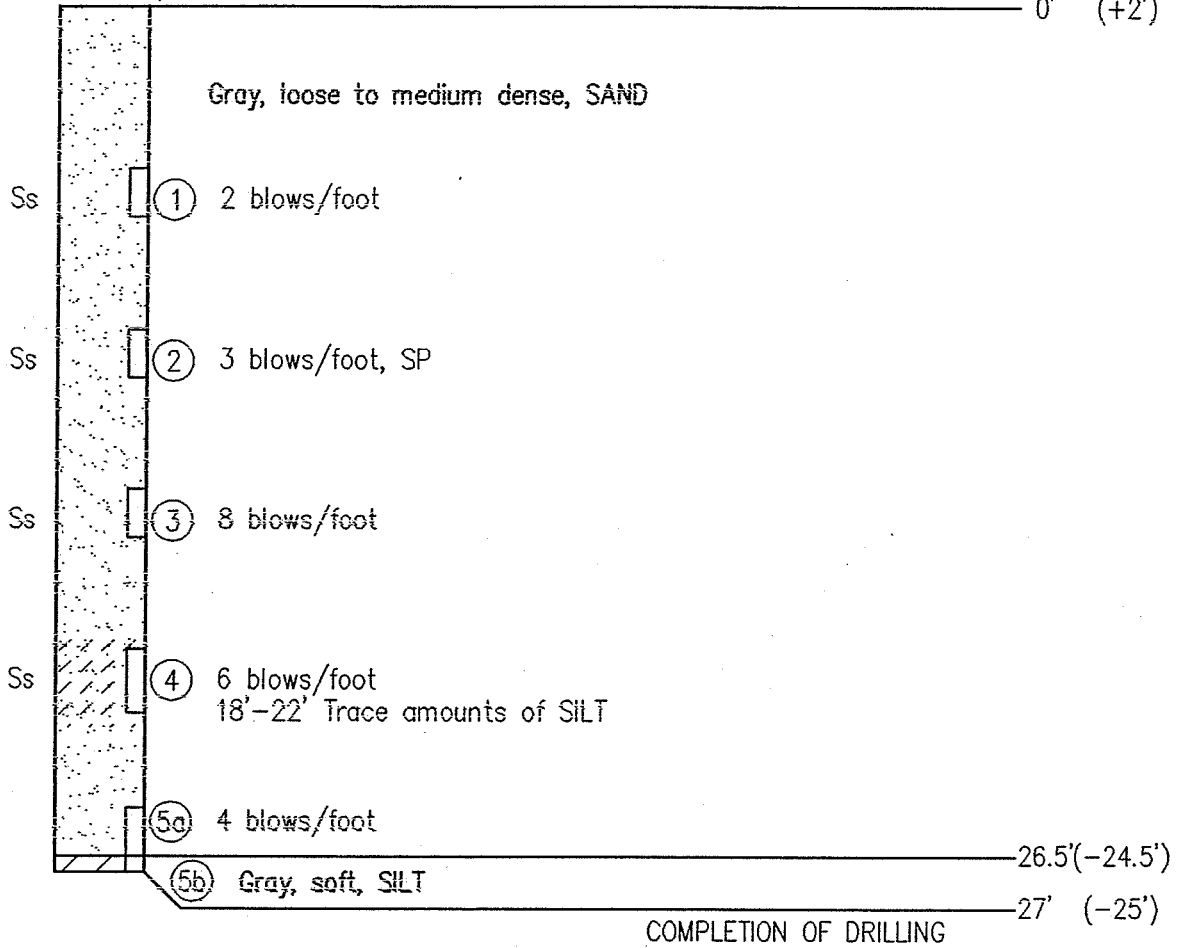 0' (+2')
Gray, loose to medium dense, SAND
Ss 1 2 blows/foot
Ss 2 3 blows/foot, SP
Ss 3 8 blows/foot
Ss 4 6 blows/foot
18'-22' Trace amounts of SILT
5a 4 blows/foot
26.5'(-24.5')
5b Gray, soft, SILT
27' (-25')
COMPLETION OF DRILLING